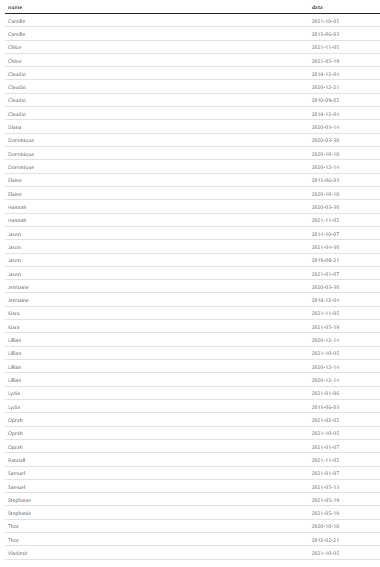 nome data
Camille 2021-10-05
Camille 2013-06-03
Chloe 2021-11-05
Chloe 2021-05-19
Claudio 2018-12-04
Claudio 2020-12-21
Claudio 2010-09-05
Claudio 2018-12-04
Diana 2020-03-14
Dominique 2020-03-30
Dominique 2020-10-10
Dominique 2020-12-14
Elaine 2013-06-03
Elaine 2020-10-10
Hannah 2020-03-30
Hannah 2021-11-05
Jason 2014-10-07
Jason 2021-04-30
Jason 2019-08-21
Jason 2021-01-07
Jermaine 2020-03-30
Jermaine 2018-12-04
Kiara 2021-11-05
Kiara 2021-05-19
Lillian 2020-12-14
Lillian 2021-10-05
Lillian 2020-12-14
Lillian 2020-12-14
Lydia 2021-01-06
Lydia 2013-06-03
Oprah 2021-02-05
Oprah 2021-10-05
Oprah 2021-01-07
Randall 2021-11-05
Samuel 2021-01-07
Samuel 2021-05-13
Stephanie 2021-05-19
Stephanie 2021-05-19
Thor 2020-10-10
Thor 2012-02-21
Vladimir 2021-10-05